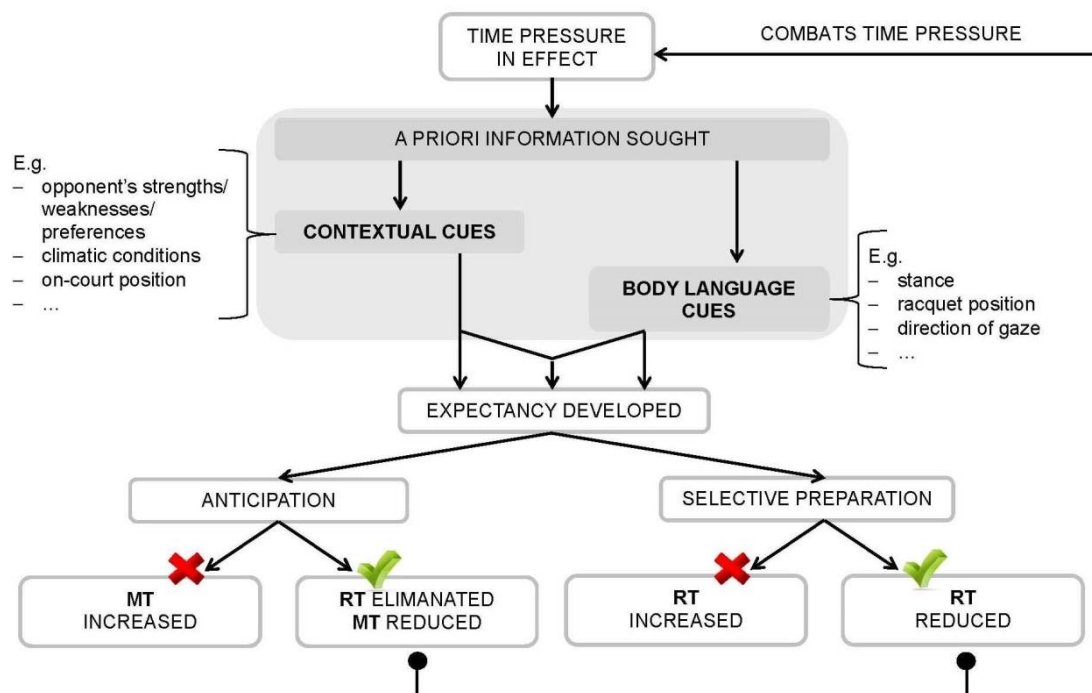 TIME PRESSURE
IN EFFECT
COMBATS TIME PRESSURE
A PRIORI INFORMATION SOUGHT
E.g.
– opponent's strengths/
weaknesses/
preferences
– climatic conditions
– on-court position
– ...
CONTEXTUAL CUES
BODY LANGUAGE
CUES
E.g.
– stance
– racquet position
– direction of gaze
– ...
EXPECTANCY DEVELOPED
ANTICIPATION
SELECTIVE PREPARATION
MT
INCREASED
RT ELIMANATED
MT REDUCED
RT
INCREASED
RT
REDUCED